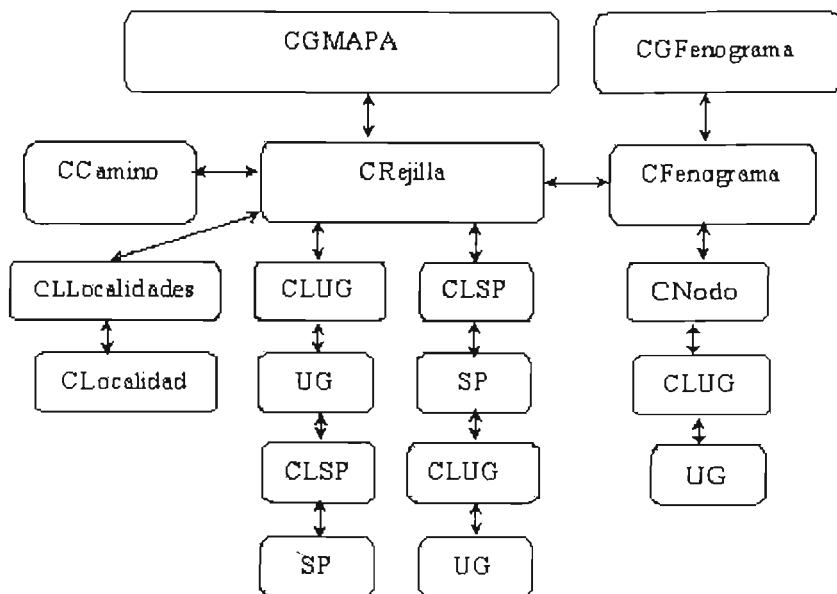 CGMAPA
CGFenograma
CCamino
CRejilla
CFenograma
CLLocalidades
CLUG
CLSP
CNodo
CLocalidad
UG
SP
CLUG
CLSP
CLUG
UG
SP
UG